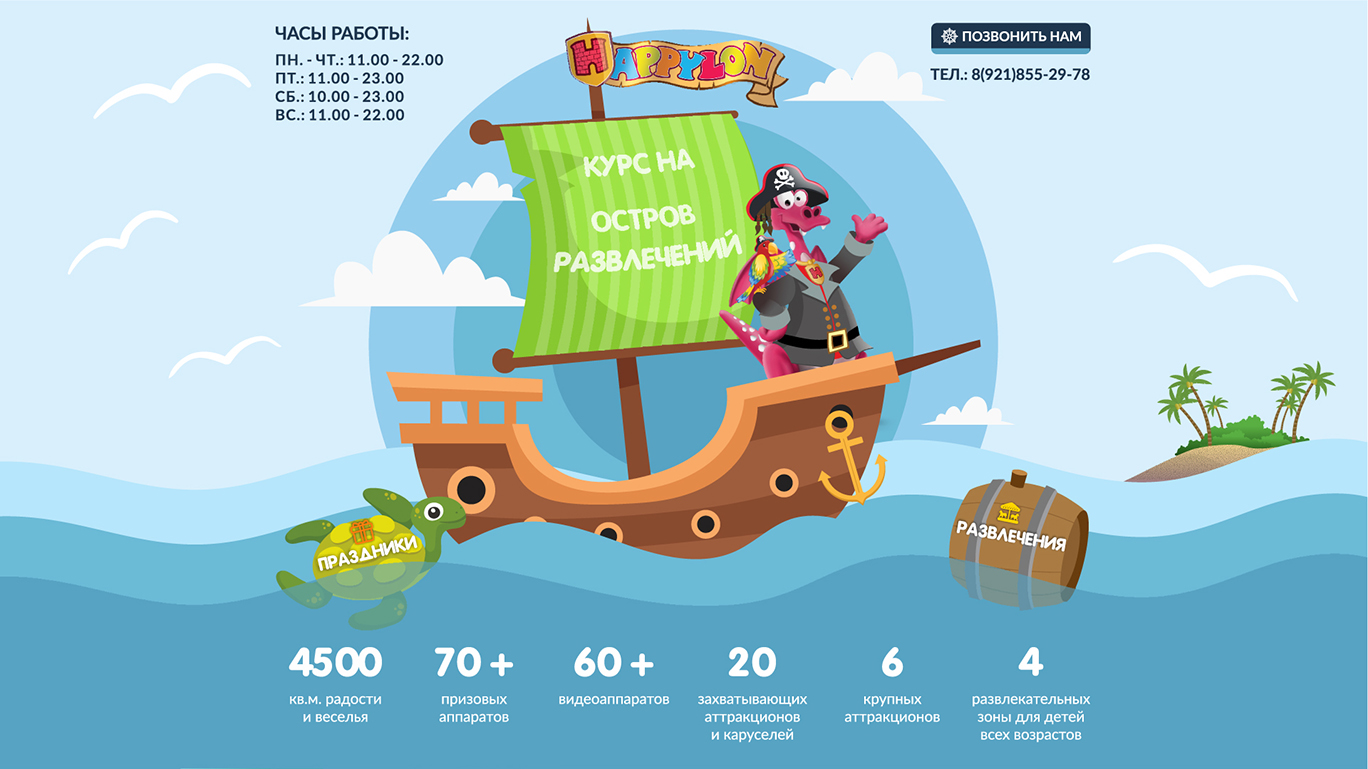 ЧАСЫ РАБОТЫ:
ПН. - ЧТ.: 11.00 - 22.00
ПТ.: 11.00 - 23.00
СБ.: 10.00 - 23.00
ВС.: 11.00 - 22.00
HAPPYLON
ПОЗВОНИТЬ НАМ
ТЕЛ.: 8(921)855-29-78
КУРС НА
ОСТРОВ
РАЗВЛЕЧЕНИЙ
H
ПРАЗДНИКИ
РАЗВЛЕЧЕНИЯ
4500
кв.м. радости
и веселья
70 +
призовых
аппаратов
60 +
видеоаппаратов
20
захватывающих
аттракционов
и каруселей
6
крупных
аттракционов
4
развлекательных
зоны для детей
всех возрастов